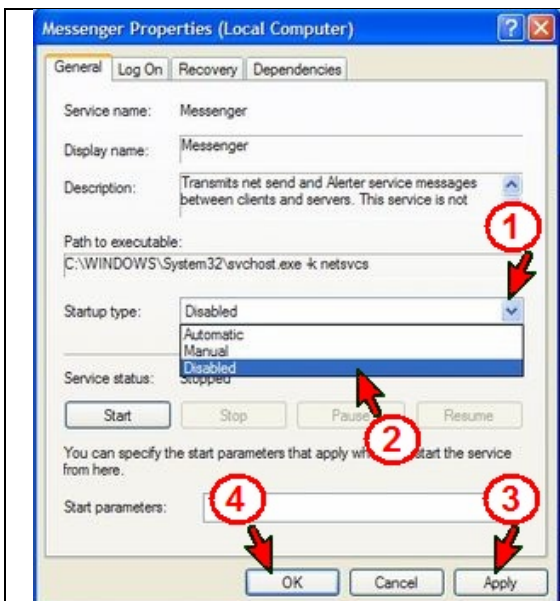 Messenger Properties (Local Computer)
General Log On Recovery Dependencies
Service name: Messenger
Display name: Messenger
Description: Transmits net send and Alerter service messages
between clients and servers. This service is not
1
Path to executable:
C:\WINDOWS\System32\svchost.exe -k netsvcs
Startup type: Disabled
Automatic
Manual
Disabled
Service status: Stopped
Start Stop Pause Resume
2
You can specify the start parameters that apply start the service
from here.
Start parameters:
4 3
OK Cancel Apply